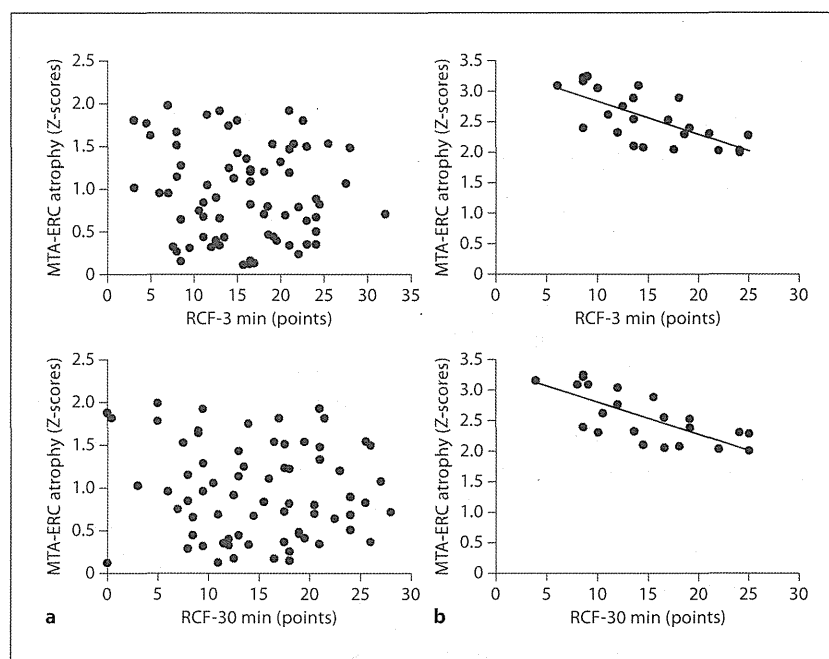 MTA-ERC atrophy (Z-scores)
2.5
2.0
1.5
1.0
0.5
0
0 5 10 15 20 25 30 35
RCF-3 min (points)
MTA-ERC atrophy (Z-scores)
3.5
3.0
2.5
2.0
1.5
1.0
0.5
0
0 5 10 15 20 25 30
RCF-3 min (points)
MTA-ERC atrophy (Z-scores)
2.5
2.0
1.5
1.0
0.5
0
0 5 10 15 20 25 30
RCF-30 min (points)
a
MTA-ERC atrophy (Z-scores)
3.5
3.0
2.5
2.0
1.5
1.0
0.5
0
0 5 10 15 20 25 30
RCF-30 min (points)
b